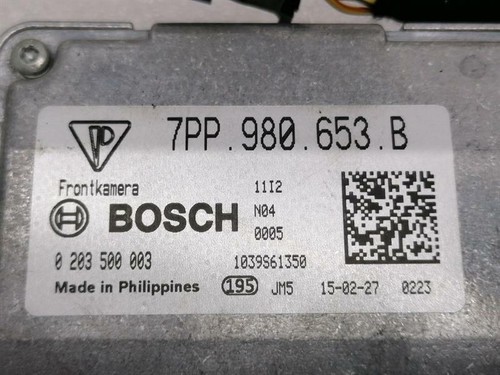 7PP.980.653.B
Frontkamera
11I2
BOSCH
N04
0005
0 203 500 003
1039S61350
Made in Philippines
195
JM5
15-02-27
0223